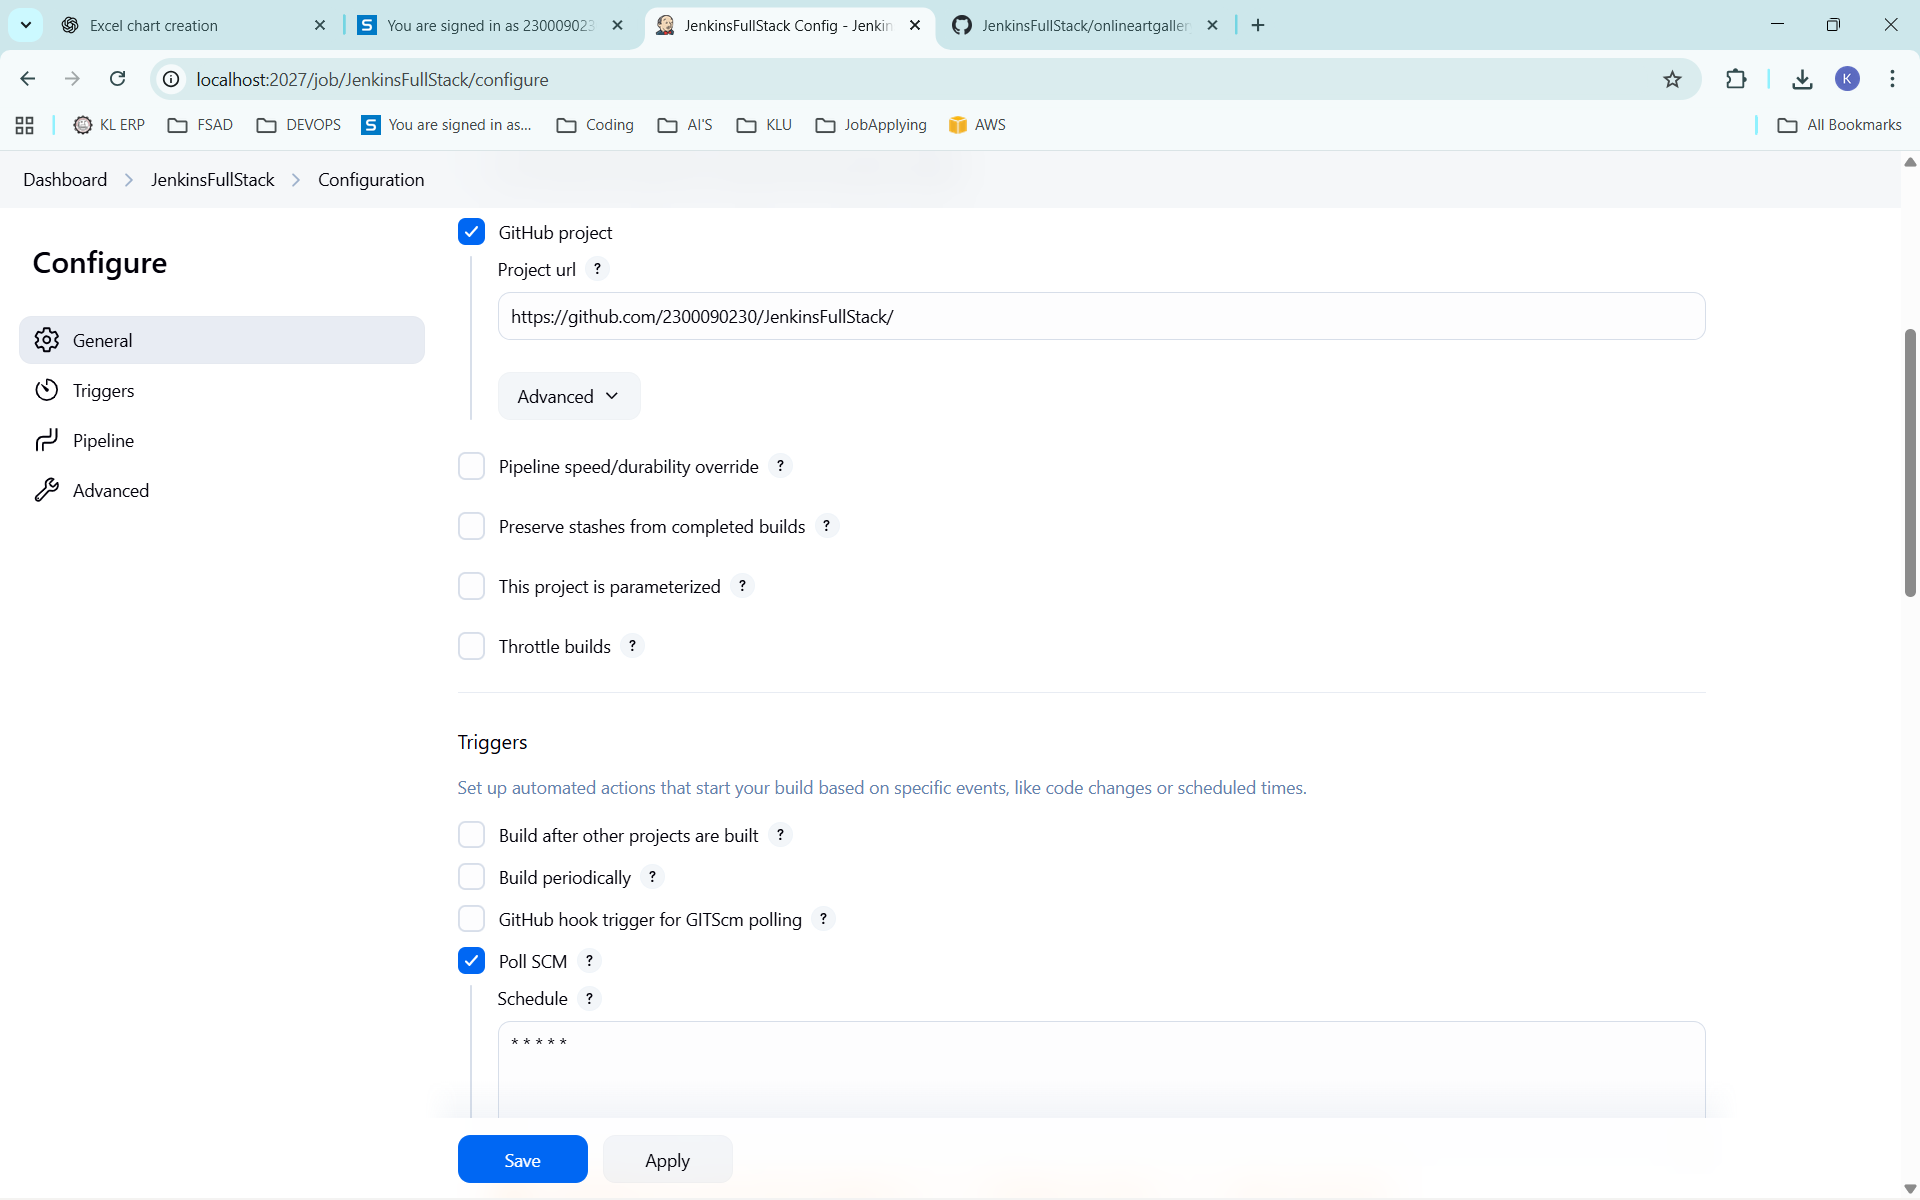 Excel chart creation
You are signed in as 230009023
JenkinsFullStack Config - Jenkin
JenkinsFullStack/onlineartgaller
localhost:2027/job/JenkinsFullStack/configure
K
KL ERP
FSAD
DEVOPS
S You are signed in as...
Coding
AI'S
KLU
JobApplying
AWS
All Bookmarks
Dashboard
JenkinsFullStack
Configuration
Configure
General
Triggers
Pipeline
Advanced
GitHub project
Project url ?
https://github.com/2300090230/JenkinsFullStack/
Advanced
Pipeline speed/durability override ?
Preserve stashes from completed builds ?
This project is parameterized ?
Throttle builds ?
Triggers
Set up automated actions that start your build based on specific events, like code changes or scheduled times.
Build after other projects are built ?
Build periodically ?
GitHub hook trigger for GITScm polling ?
Poll SCM ?
Schedule ?
* * * * *
Save
Apply